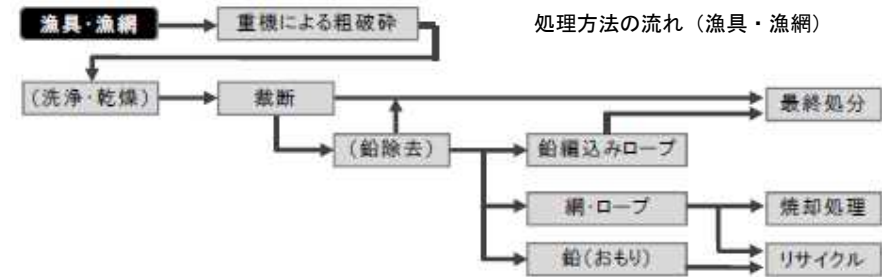 漁具・漁網
重機による粗破砕
処理方法の流れ（漁具・漁網）
（洗浄・乾燥）
裁断
最終処分
（鉛除去）
鉛編込みロープ
網・ロープ
焼却処理
鉛（おもり）
リサイクル